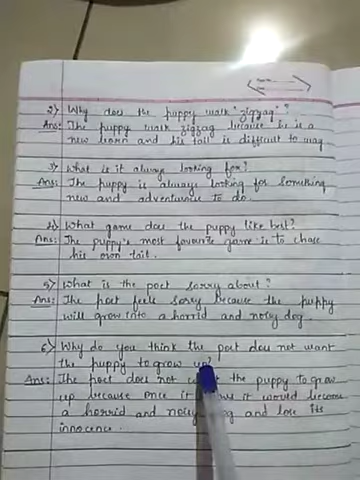 2) Why does the puppy walk "zigzag"?
Ans: The puppy walk zigzag because he is a
new born and his tail is difficult to wag
3) What is it always looking for?
Ans: The puppy is always looking for something
new and adventurise to do.
4) What game does the puppy like best?
Ans: The puppy's most favourite game is to chase
his own tail.
5) What is the poet sorry about?
Ans: The poet feels sorry because the puppy
will grow into a horrid and noisy dog.
6) Why do you think the poet does not want
the puppy to grow up?
Ans: The poet does not the puppy to grow
up because once it it would become
a horrid and noisy and lose its
innocence.